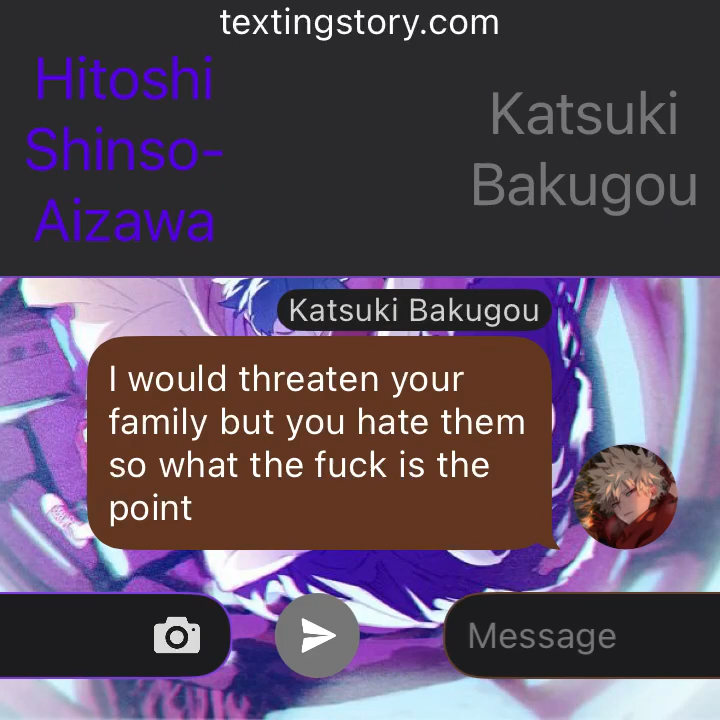 textingstory.com
Hitoshi
Shinso-
Aizawa
Katsuki
Bakugou
Katsuki Bakugou
I would threaten your
family but you hate them
so what the fuck is the
point
Message